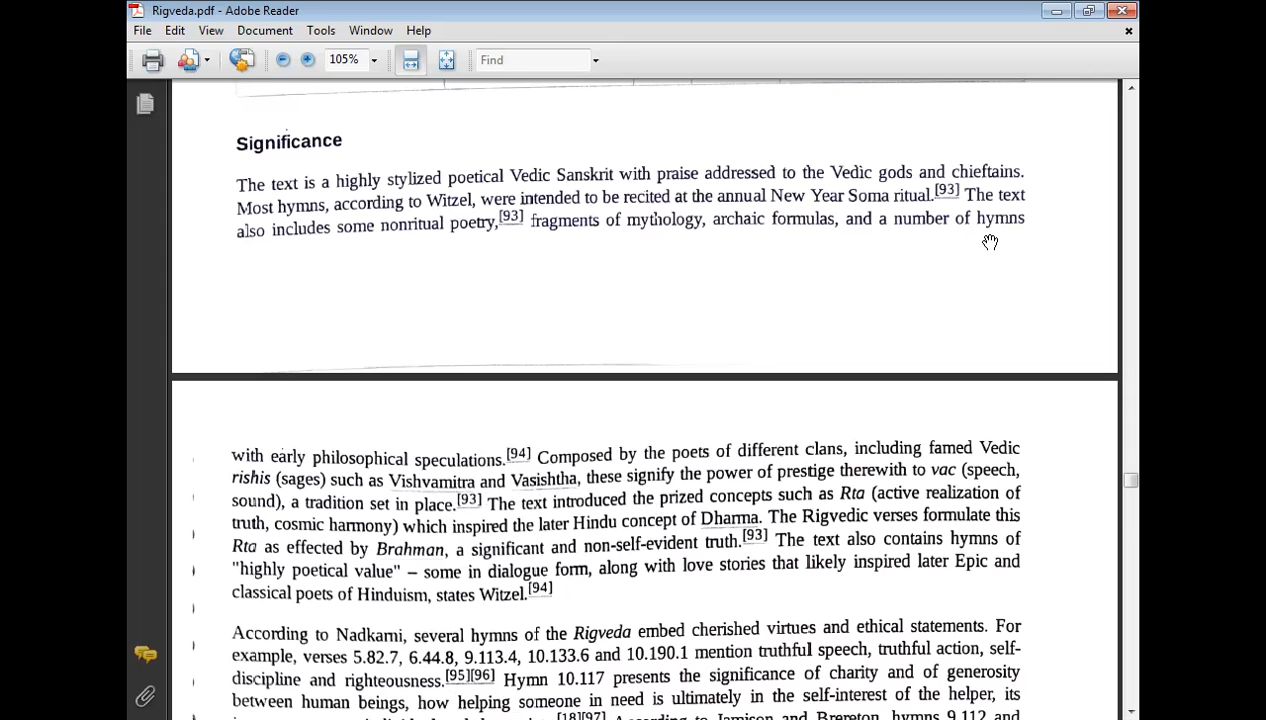 Rigveda.pdf - Adobe Reader
File Edit View Document Tools Window Help
105% Find
Significance
The text is a highly stylized poetical Vedic Sanskrit with praise addressed to the Vedic gods and chieftains.
Most hymns, according to Witzel, were intended to be recited at the annual New Year Soma ritual.[93] The text
also includes some nonritual poetry,[93] fragments of mythology, archaic formulas, and a number of hymns
with early philosophical speculations.[94] Composed by the poets of different clans, including famed Vedic
rishis (sages) such as Vishvamitra and Vasishtha, these signify the power of prestige therewith to vac (speech,
sound), a tradition set in place.[93] The text introduced the prized concepts such as Rta (active realization of
truth, cosmic harmony) which inspired the later Hindu concept of Dharma. The Rigvedic verses formulate this
Rta as effected by Brahman, a significant and non-self-evident truth.[93] The text also contains hymns of
"highly poetical value" – some in dialogue form, along with love stories that likely inspired later Epic and
classical poets of Hinduism, states Witzel.[94]
According to Nadkarni, several hymns of the Rigveda embed cherished virtues and ethical statements. For
example, verses 5.82.7, 6.44.8, 9.113.4, 10.133.6 and 10.190.1 mention truthful speech, truthful action, self-
discipline and righteousness.[95][96] Hymn 10.117 presents the significance of charity and of generosity
between human beings, how helping someone in need is ultimately in the self-interest of the helper, its
[18][97] According to Jamison and Brereton, hymns 9.112 and